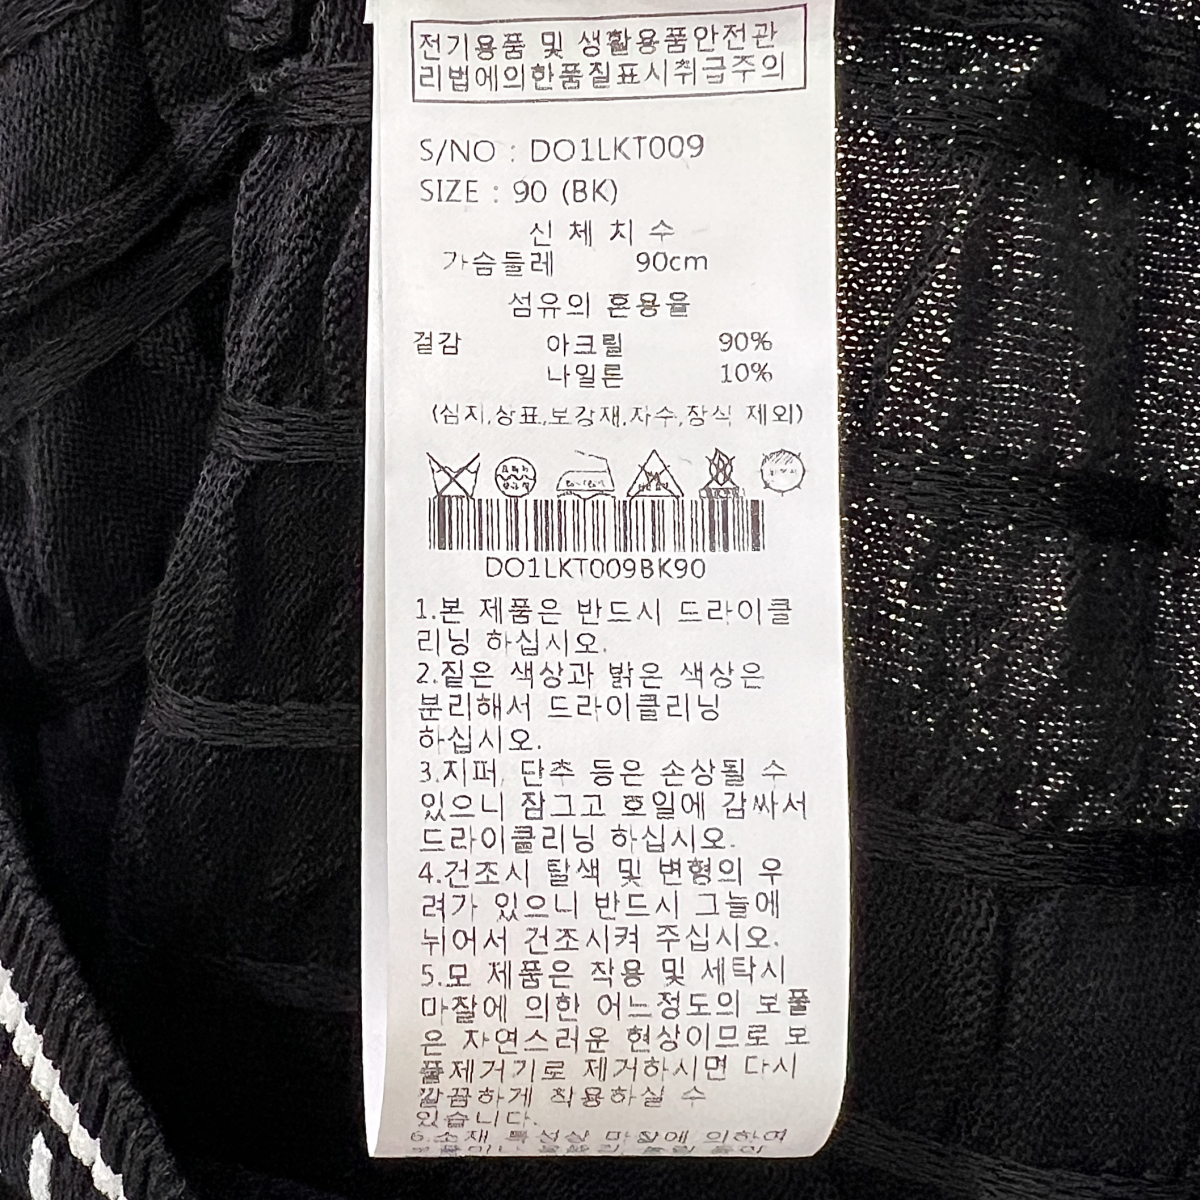 전기용품 및 생활용품안전관
리법에의한품질표시취급주의
S/NO : DO1LKT009
SIZE : 90 (BK)
신 체 치 수
가슴둘레 90cm
섬유의 혼용율
겉감 아크릴 90%
나일론 10%
(심지,상표,보강재,자수,장식 제외)
DO1LKT009BK90
1.본 제품은 반드시 드라이클
리닝 하십시오.
2.짙은 색상과 밝은 색상은
분리해서 드라이클리닝
하십시오.
3.지퍼, 단추 등은 손상될 수
있으니 잠그고 호일에 감싸서
드라이클리닝 하십시오.
4.건조시 탈색 및 변형의 우
려가 있으니 반드시 그늘에
뉘어서 건조시켜 주십시오.
5.모 제품은 착용 및 세탁시
마찰에 의한 어느정도의 보풀
은 자연스러운 현상이므로 보
풀제거기로 제거하시면 다시
깔끔하게 착용하실 수
있습니다.
6.소재 특성상 마찰에 의하여